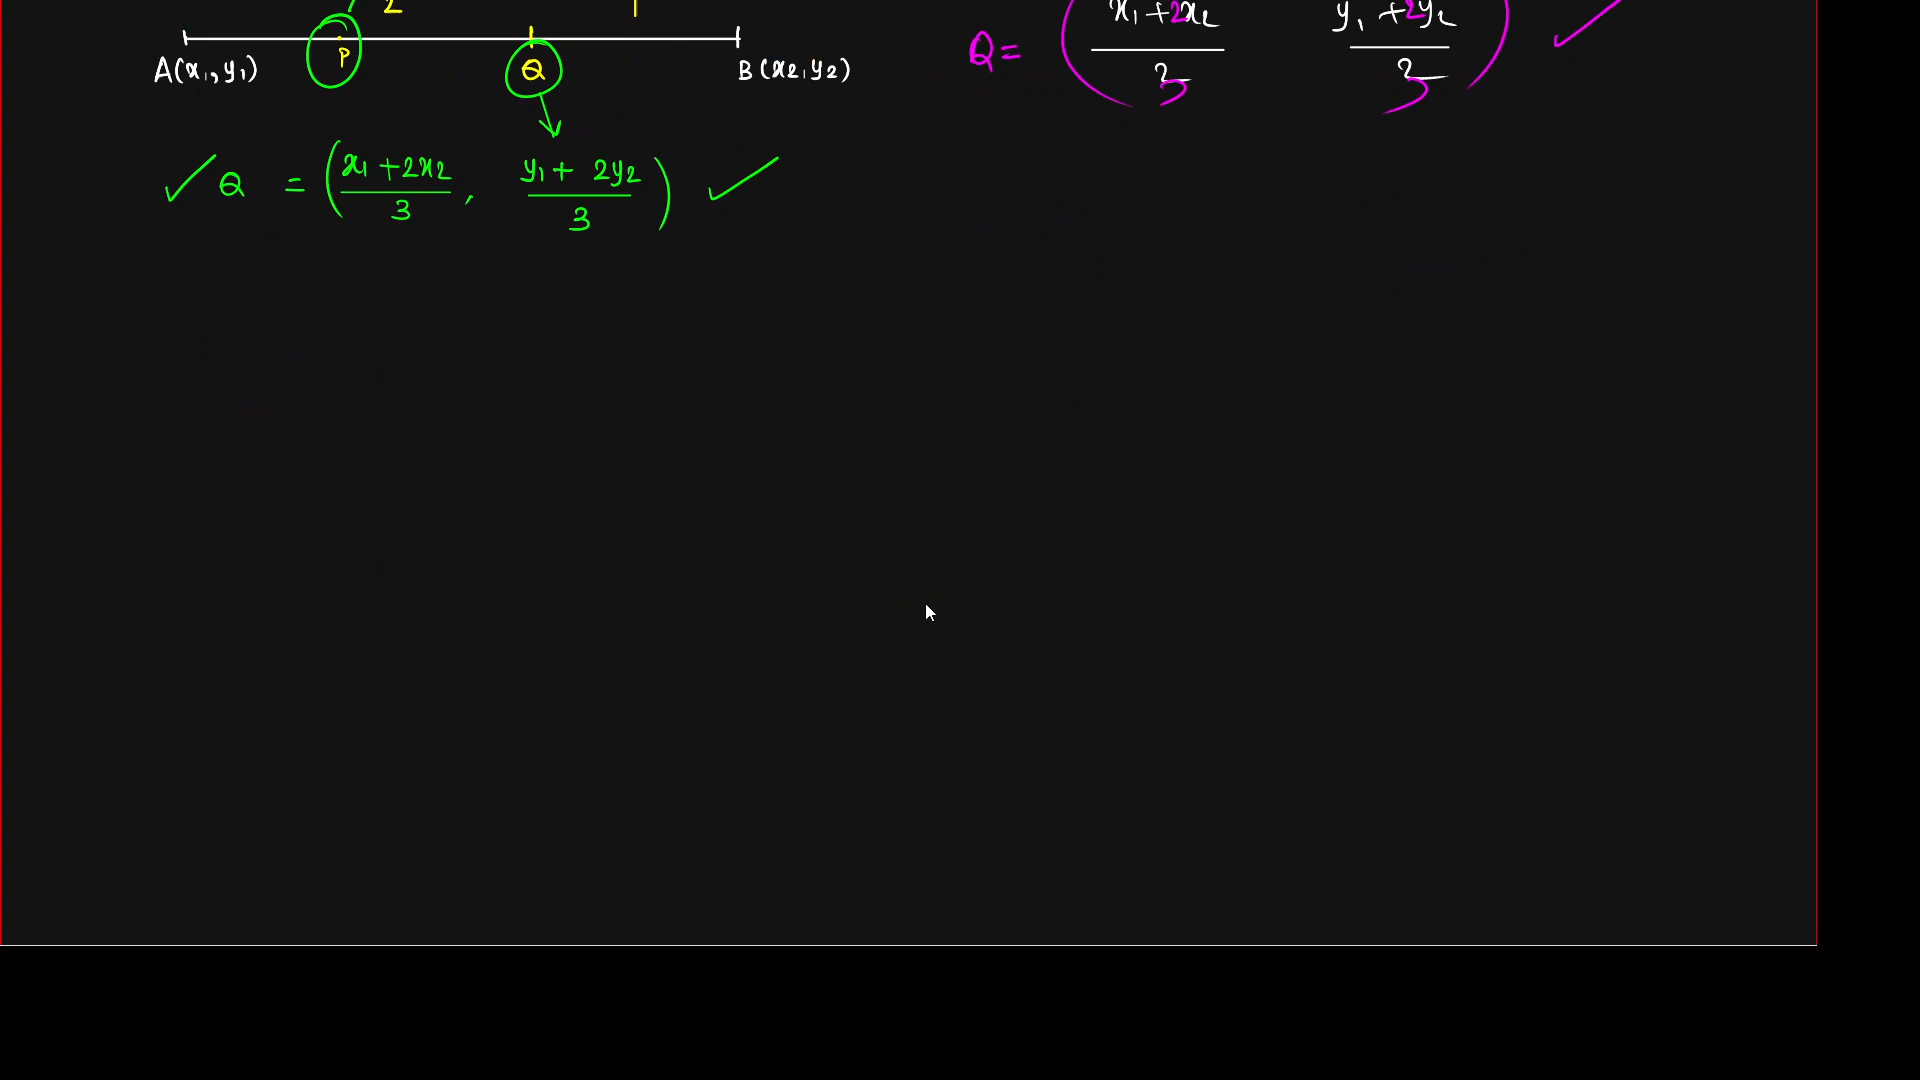 2 1
P
A(x₁, y₁) Q B(x₂, y₂)
Q = (x₁ + 2x₂ / 3 , y₁ + 2y₂ / 3)
Q = (x₁ + 2x₂ / 3 y₁ + 2y₂ / 3)